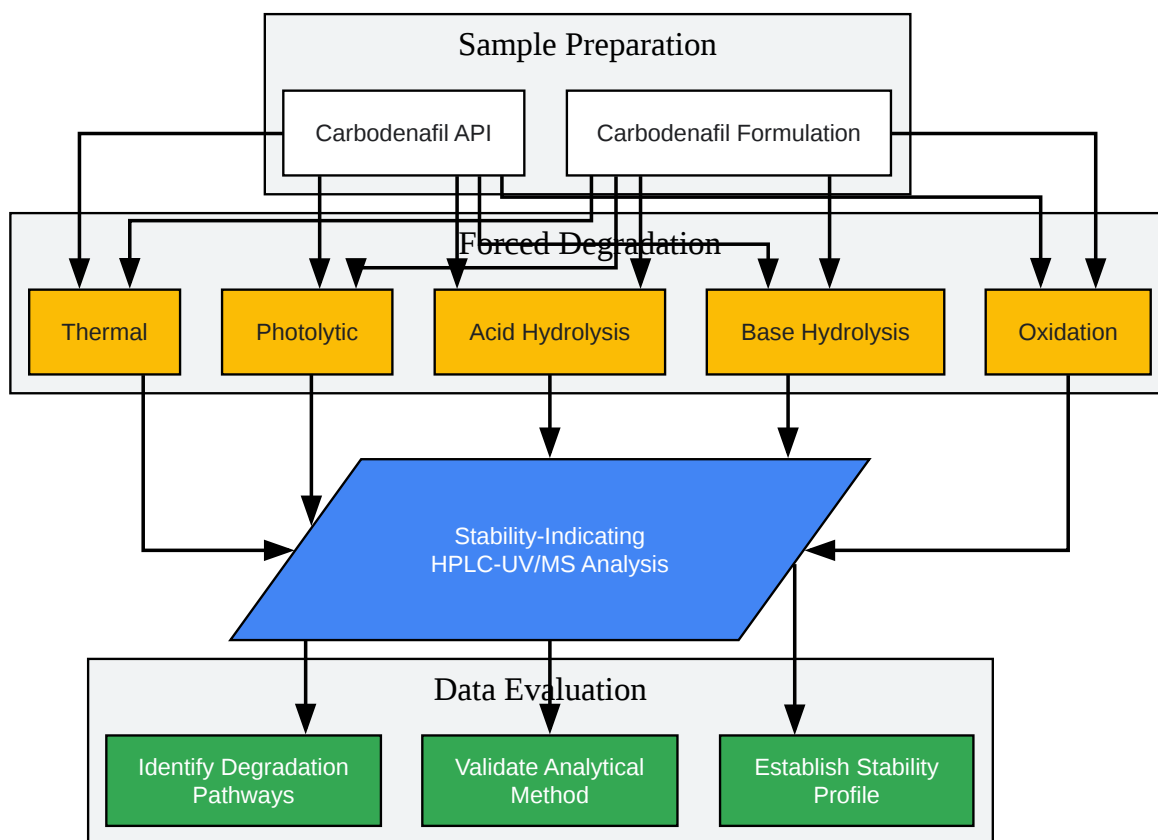 Sample Preparation
Carbodenafil API
Carbodenafil Formulation
Forced Degradation
Thermal
Photolytic
Acid Hydrolysis
Base Hydrolysis
Oxidation
Stability-Indicating
HPLC-UV/MS Analysis
Data Evaluation
Identify Degradation
Pathways
Validate Analytical
Method
Establish Stability
Profile